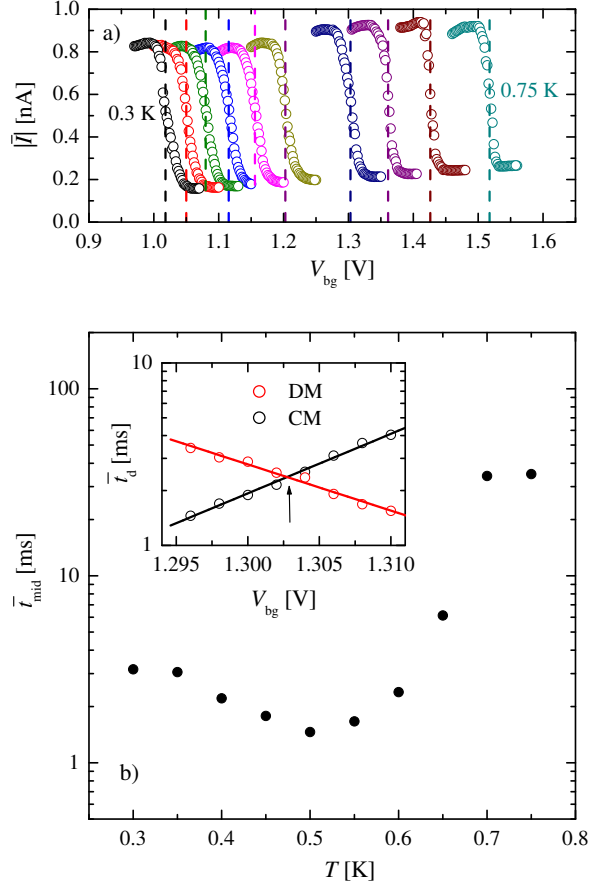 1.0
0.8
0.6
0.4
0.2
0.0
|Ī| [nA]
a)
0.3 K
0.75 K
0.9 1.0 1.1 1.2 1.3 1.4 1.5 1.6
V_bg [V]
100
10
1
t̄_mid [ms]
10
1
t̄_d [ms]
DM
CM
1.295 1.300 1.305 1.310
V_bg [V]
b)
0.3 0.4 0.5 0.6 0.7 0.8
T [K]